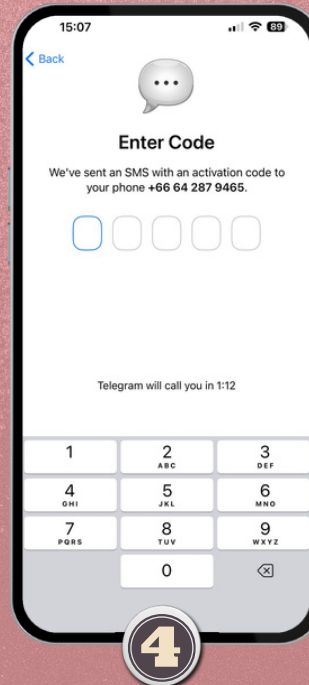 15:07
89
Back
Enter Code
We've sent an SMS with an activation code to
your phone +66 64 287 9465.
Telegram will call you in 1:12
1
2
3
ABC
DEF
4
5
6
GHI
JKL
MNO
7
8
9
PQRS
TUV
WXYZ
0
4